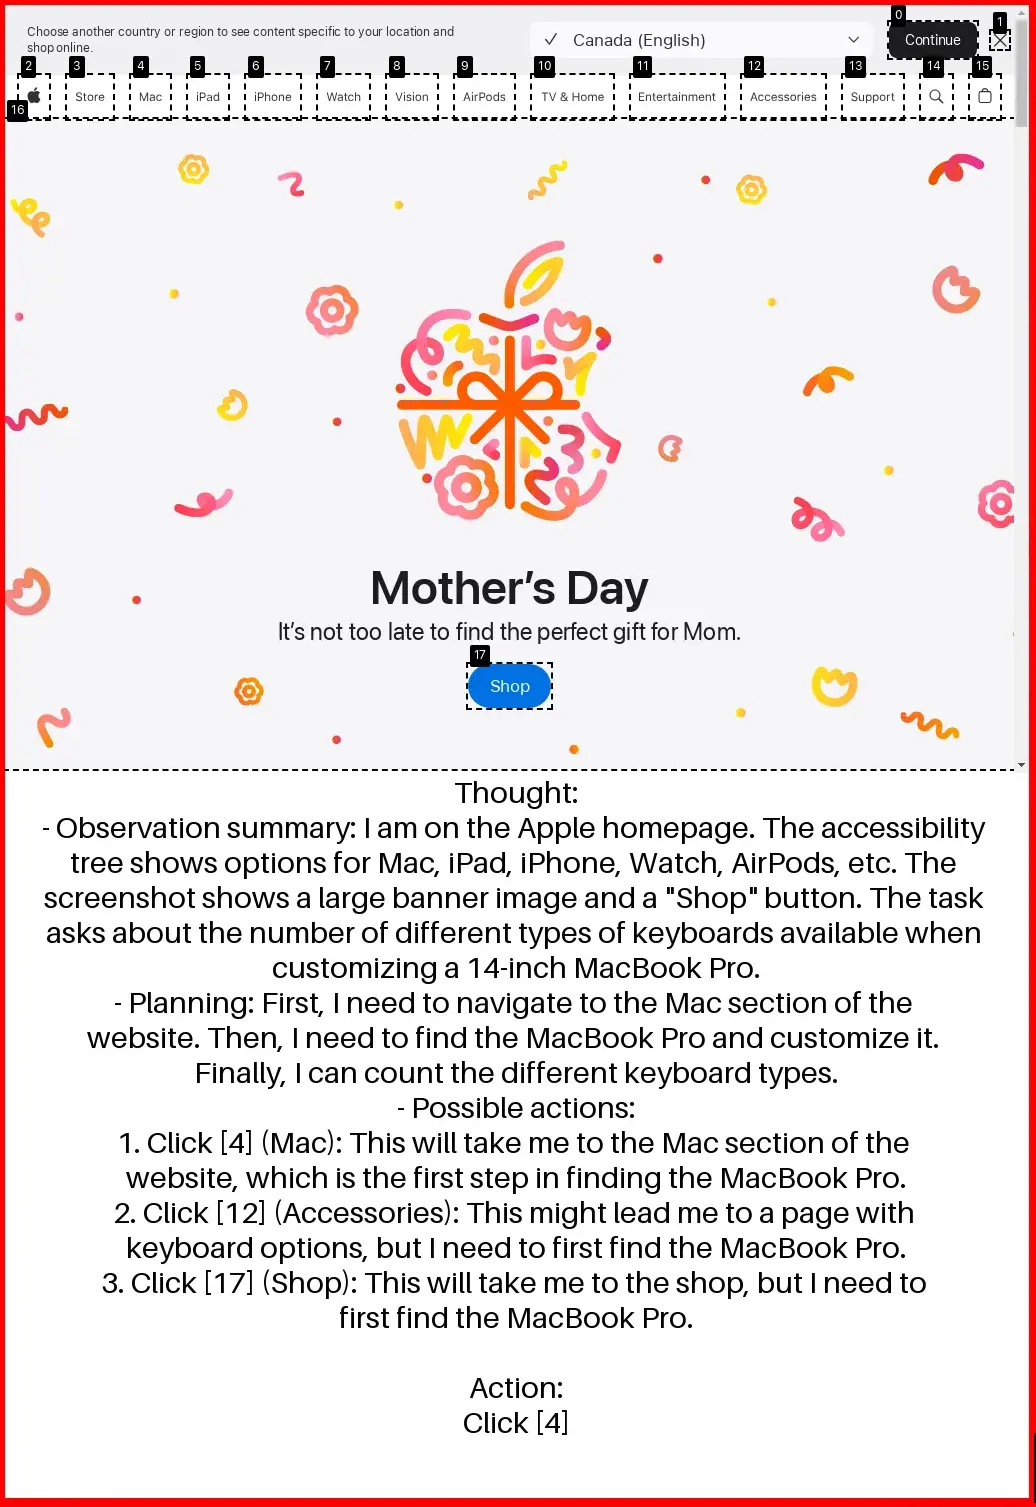 Choose another country or region to see content specific to your location and
shop online.
Canada (English)
0
Continue
1
2
3
4
5
6
7
8
9
10
11
12
13
14
15
Store
Mac
iPad
iPhone
Watch
Vision
AirPods
TV & Home
Entertainment
Accessories
Support
16
Mother's Day
It's not too late to find the perfect gift for Mom.
17
Shop
Thought:
- Observation summary: I am on the Apple homepage. The accessibility
tree shows options for Mac, iPad, iPhone, Watch, AirPods, etc. The
screenshot shows a large banner image and a "Shop" button. The task
asks about the number of different types of keyboards available when
customizing a 14-inch MacBook Pro.
- Planning: First, I need to navigate to the Mac section of the
website. Then, I need to find the MacBook Pro and customize it.
Finally, I can count the different keyboard types.
- Possible actions:
1. Click [4] (Mac): This will take me to the Mac section of the
website, which is the first step in finding the MacBook Pro.
2. Click [12] (Accessories): This might lead me to a page with
keyboard options, but I need to first find the MacBook Pro.
3. Click [17] (Shop): This will take me to the shop, but I need to
first find the MacBook Pro.
Action:
Click [4]